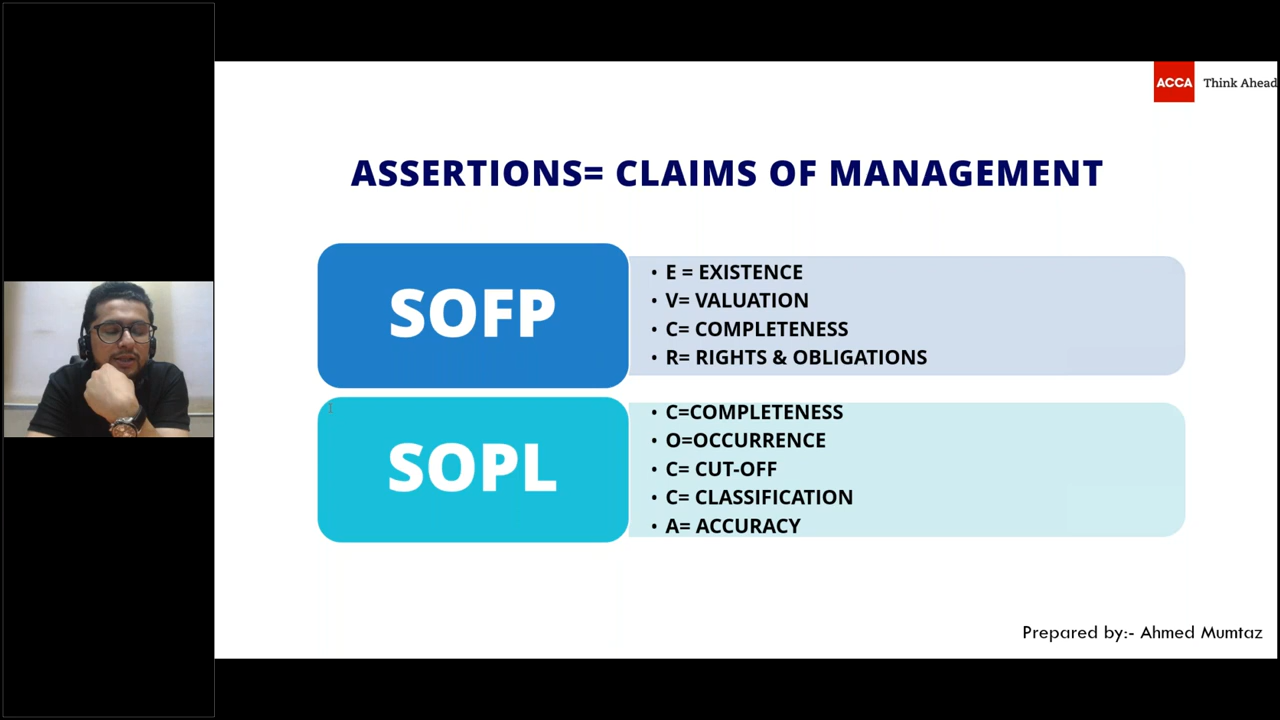 ACCA Think Ahead
ASSERTIONS= CLAIMS OF MANAGEMENT
SOFP
• E = EXISTENCE
• V= VALUATION
• C= COMPLETENESS
• R= RIGHTS & OBLIGATIONS
SOPL
• C=COMPLETENESS
• O=OCCURRENCE
• C= CUT-OFF
• C= CLASSIFICATION
• A= ACCURACY
Prepared by:- Ahmed Mumtaz